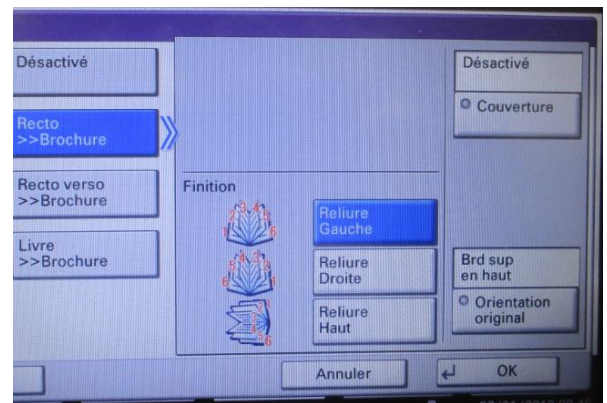 Désactivé
Recto
>>Brochure
Recto verso
>>Brochure
Livre
>>Brochure
Finition
Reliure
Gauche
Reliure
Droite
Reliure
Haut
Désactivé
Couverture
Brd sup
en haut
Orientation
original
Annuler
OK